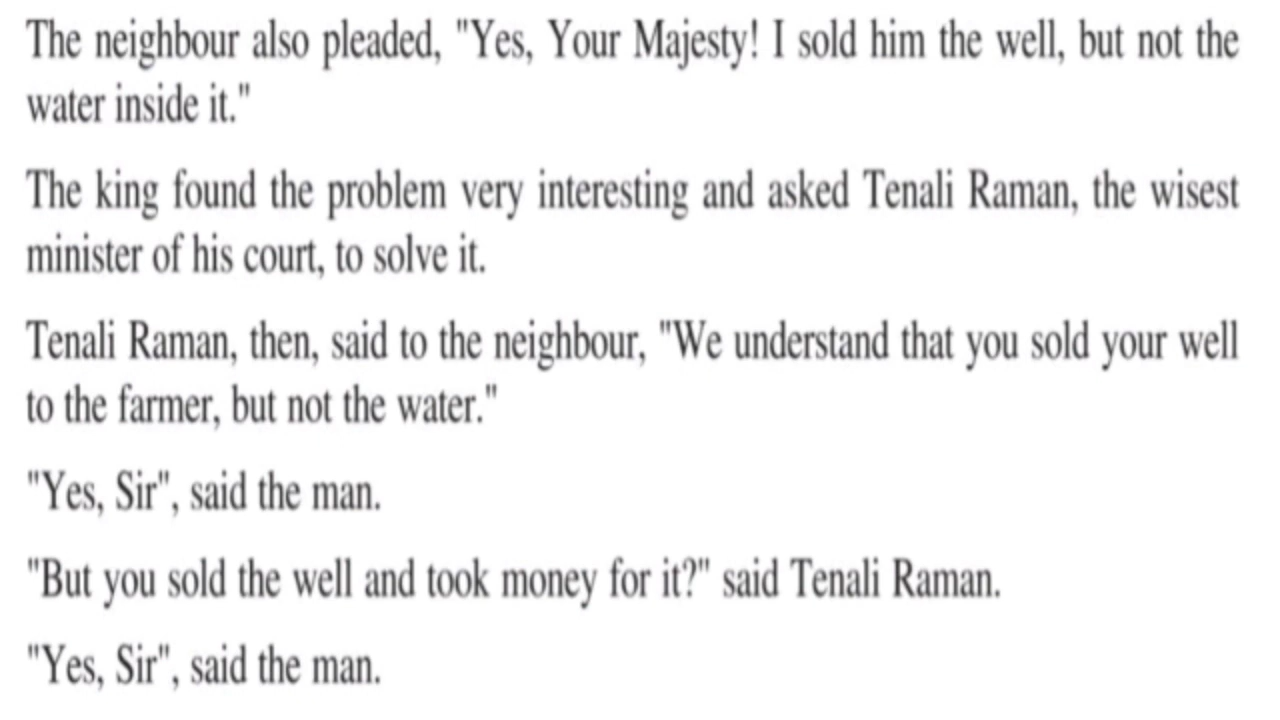 The neighbour also pleaded, "Yes, Your Majesty! I sold him the well, but not the
water inside it."
The king found the problem very interesting and asked Tenali Raman, the wisest
minister of his court, to solve it.
Tenali Raman, then, said to the neighbour, "We understand that you sold your well
to the farmer, but not the water."
"Yes, Sir", said the man.
"But you sold the well and took money for it?" said Tenali Raman.
"Yes, Sir", said the man.